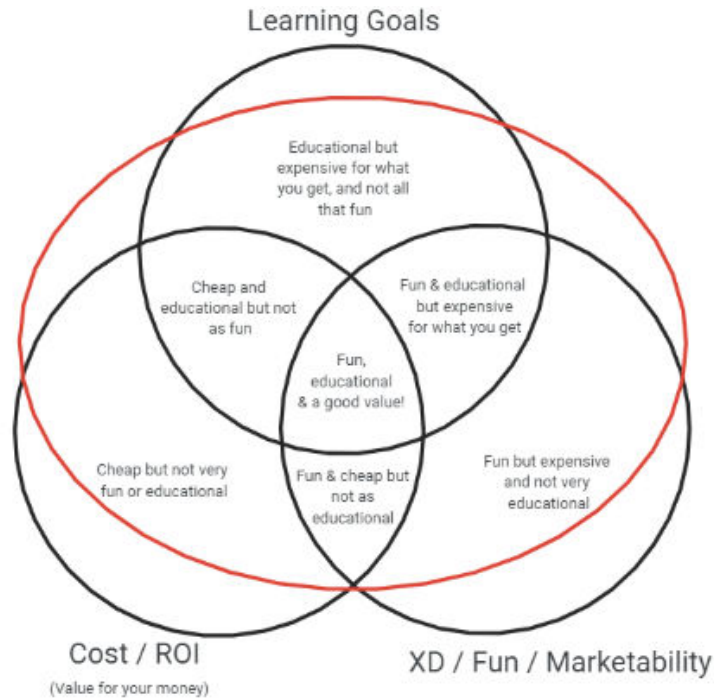 Learning Goals
Educational but
expensive for what
you get, and not all
that fun
Cheap and
educational but not
as fun
Fun & educational
but expensive
for what you get
Fun,
educational
& a good value!
Cheap but not very
fun or educational
Fun & cheap but
not as
educational
Fun but expensive
and not very
educational
Cost / ROI
(Value for your money)
XD / Fun / Marketability